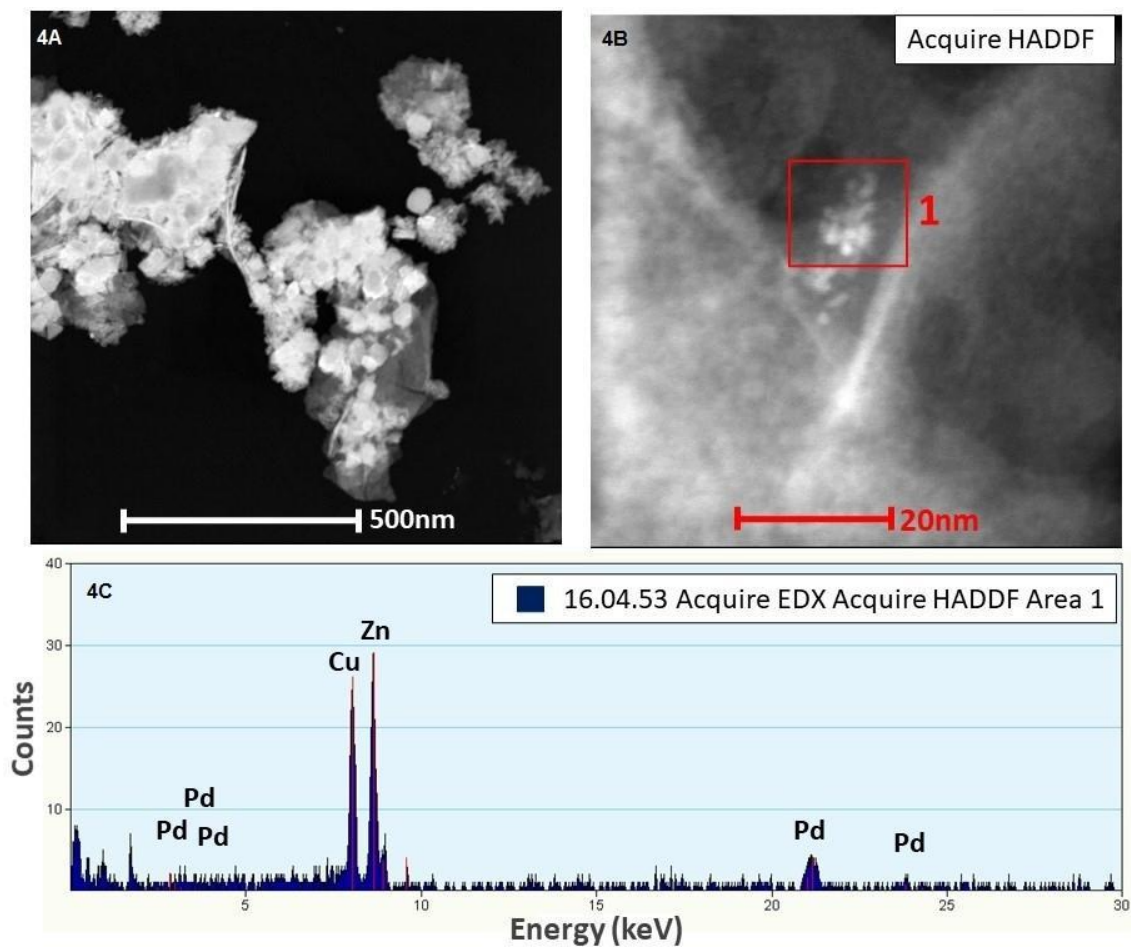 4A
500nm
4B
Acquire HADDF
1
20nm
4C
16.04.53 Acquire EDX Acquire HADDF Area 1
Counts
40
30
20
10
Zn
Cu
Pd
Pd
Pd
Pd
Pd
5
10
15
20
25
30
Energy (keV)